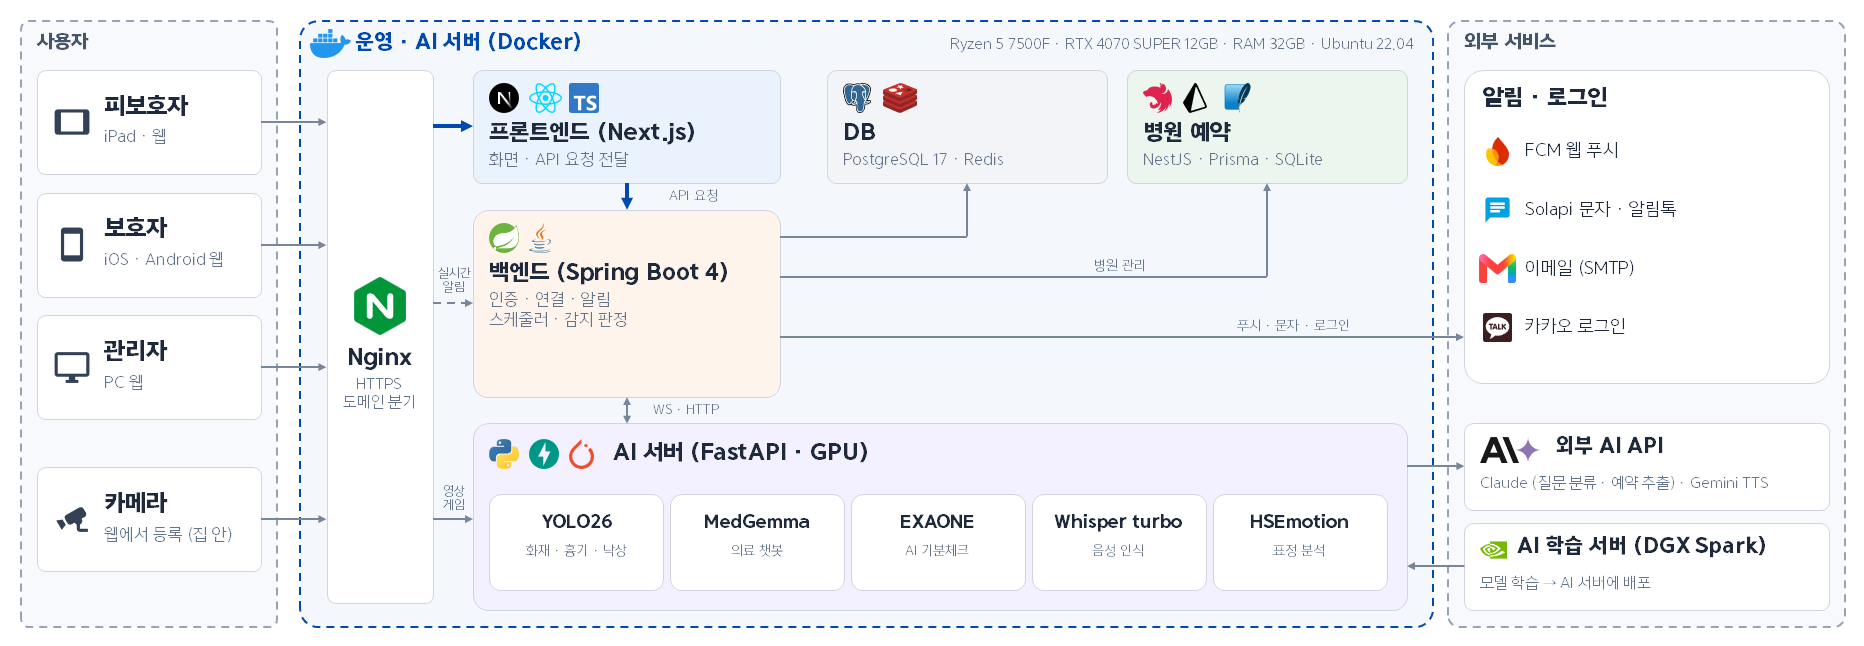 사용자
피보호자
iPad · 웹
보호자
iOS · Android 웹
관리자
PC 웹
카메라
웹에서 등록 (집 안)
운영 · AI 서버 (Docker)
Ryzen 5 7500F · RTX 4070 SUPER 12GB · RAM 32GB · Ubuntu 22.04
Nginx
HTTPS
도메인 분기
TS
프론트엔드 (Next.js)
화면 · API 요청 전달
DB
PostgreSQL 17 · Redis
병원 예약
NestJS · Prisma · SQLite
API 요청
실시간
알림
백엔드 (Spring Boot 4)
인증 · 연결 · 알림
스케줄러 · 감지 판정
병원 관리
푸시 · 문자 · 로그인
WS · HTTP
영상
게임
AI 서버 (FastAPI · GPU)
YOLO26
화재 · 흉기 · 낙상
MedGemma
의료 챗봇
EXAONE
AI 기분체크
Whisper turbo
음성 인식
HSEmotion
표정 분석
외부 서비스
알림 · 로그인
FCM 웹 푸시
Solapi 문자 · 알림톡
이메일 (SMTP)
TALK
카카오 로그인
외부 AI API
Claude (질문 분류 · 예약 추출) · Gemini TTS
AI 학습 서버 (DGX Spark)
모델 학습 → AI 서버에 배포